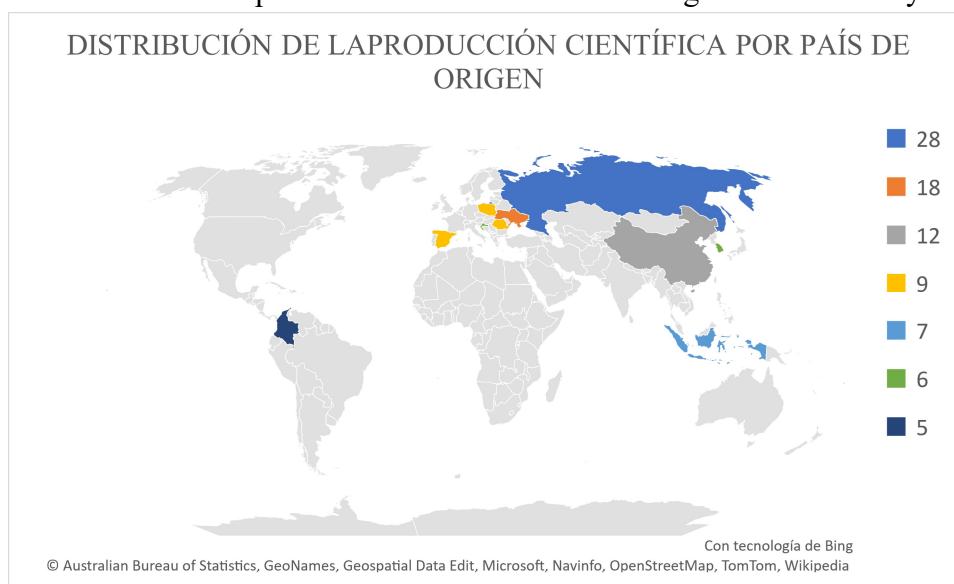 DISTRIBUCIÓN DE LAPRODUCCIÓN CIENTÍFICA POR PAÍS DE
ORIGEN
28
18
12
9
7
6
5
Con tecnología de Bing
© Australian Bureau of Statistics, GeoNames, Geospatial Data Edit, Microsoft, Navinfo, OpenStreetMap, TomTom, Wikipedia